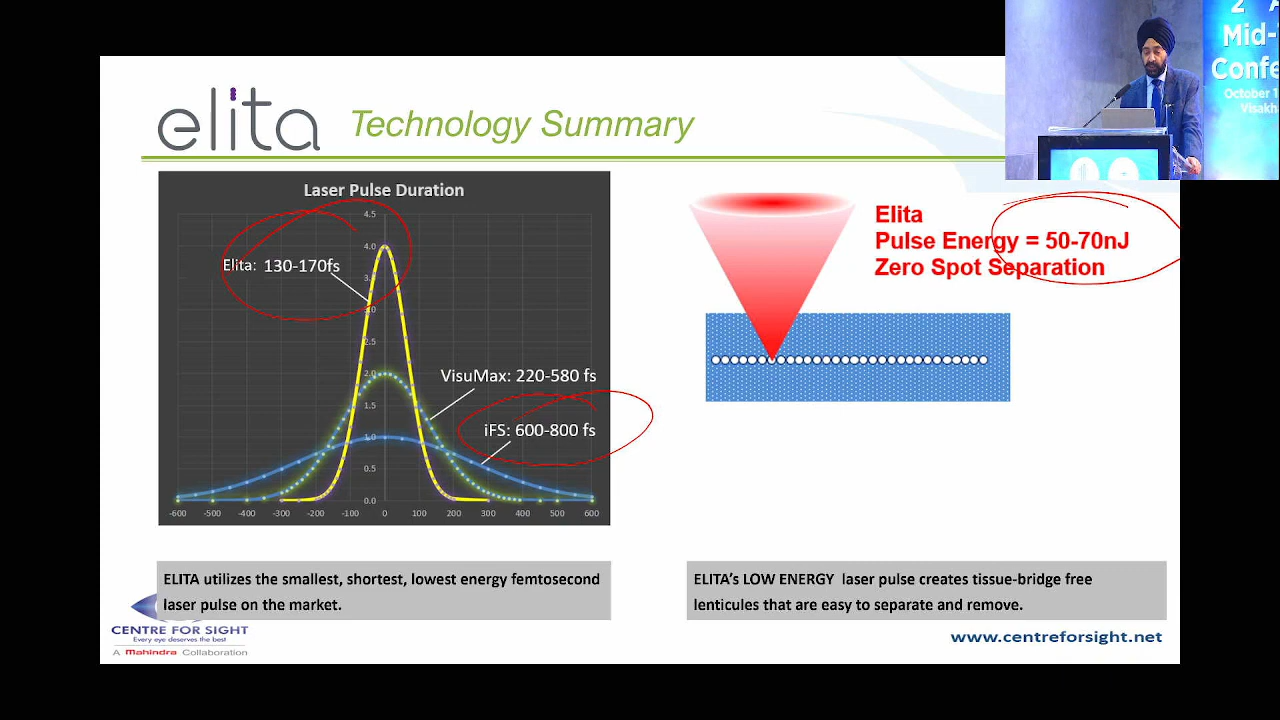 elita
Technology Summary
Laser Pulse Duration
4.5
4.0
3.5
3.0
2.5
2.0
1.5
1.0
0.5
0.0
-600 -500 -400 -300 -200 -100 0 100 200 300 400 500 600
Elita: 130-170fs
VisuMax: 220-580 fs
iFS: 600-800 fs
Elita
Pulse Energy = 50-70nJ
Zero Spot Separation
ELITA utilizes the smallest, shortest, lowest energy femtosecond
laser pulse on the market.
ELITA's LOW ENERGY laser pulse creates tissue-bridge free
lenticules that are easy to separate and remove.
CENTRE FOR SIGHT
Every eye deserves the best
A Mahindra Collaboration
www.centreforsight.net
2
Mid-
Confe
October 1
Visakh